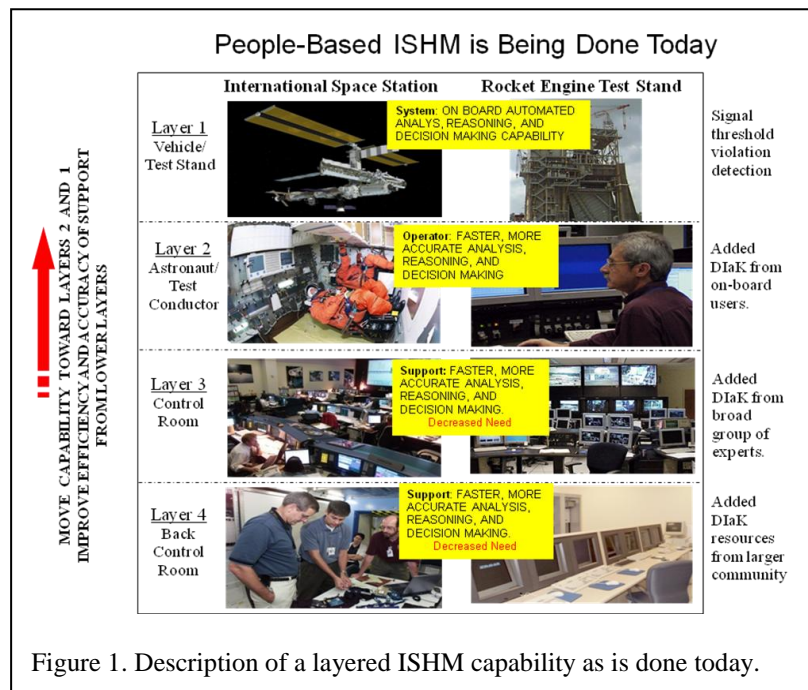 People-Based ISHM is Being Done Today
International Space Station
Rocket Engine Test Stand
MOVE CAPABILITY TOWARD LAYERS 2 AND 1
IMPROVE EFFICIENCY AND ACCURACY OF SUPPORT
FROM LOWER LAYERS
Layer 1
Vehicle/
Test Stand
System: ON BOARD AUTOMATED
ANALYS, REASONING, AND
DECISION MAKING CAPABILITY
Signal
threshold
violation
detection
Layer 2
Astronaut/
Test
Conductor
Operator: FASTER, MORE
ACCURATE ANALYSIS,
REASONING, AND
DECISION MAKING
Added
DIaK from
on-board
users.
Layer 3
Control
Room
Support: FASTER, MORE
ACCURATE ANALYSIS,
REASONING, AND
DECISION MAKING.
Decreased Need
Added
DIaK from
broad
group of
experts.
Layer 4
Back
Control
Room
Support: FASTER, MORE
ACCURATE ANALYSIS,
REASONING, AND
DECISION MAKING.
Decreased Need
Added
DIaK
resources
from larger
community
Figure 1. Description of a layered ISHM capability as is done today.